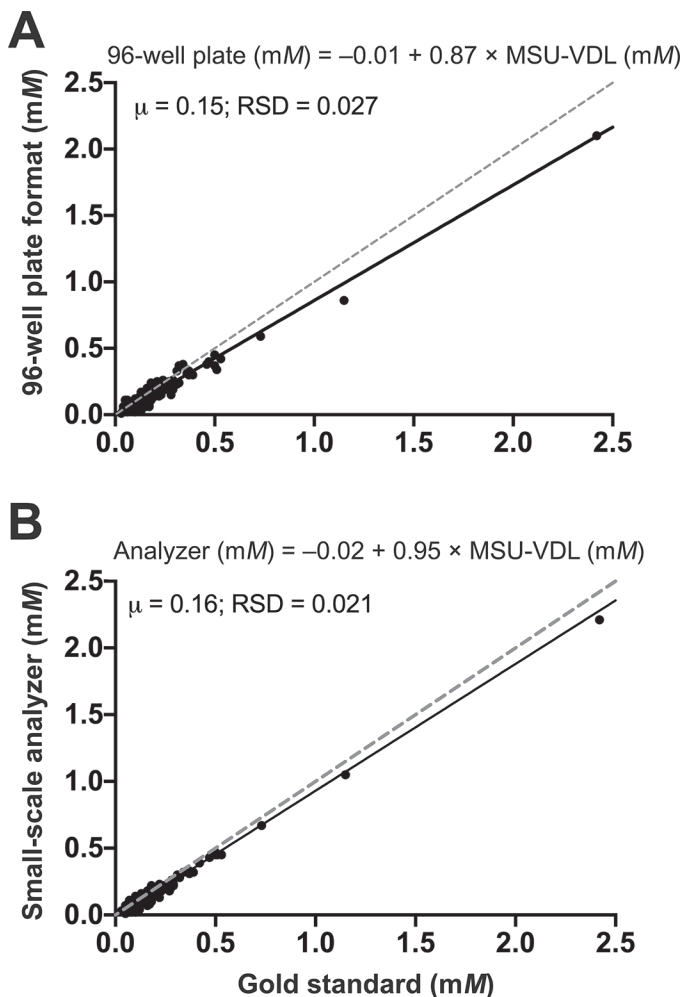 A
96-well plate (mM) = –0.01 + 0.87 × MSU-VDL (mM)
96-well plate format (mM)
μ = 0.15; RSD = 0.027
2.5
2.0
1.5
1.0
0.5
0.0
0.0 0.5 1.0 1.5 2.0 2.5
B
Analyzer (mM) = –0.02 + 0.95 × MSU-VDL (mM)
Small-scale analyzer (mM)
μ = 0.16; RSD = 0.021
2.5
2.0
1.5
1.0
0.5
0.0
0.0 0.5 1.0 1.5 2.0 2.5
Gold standard (mM)